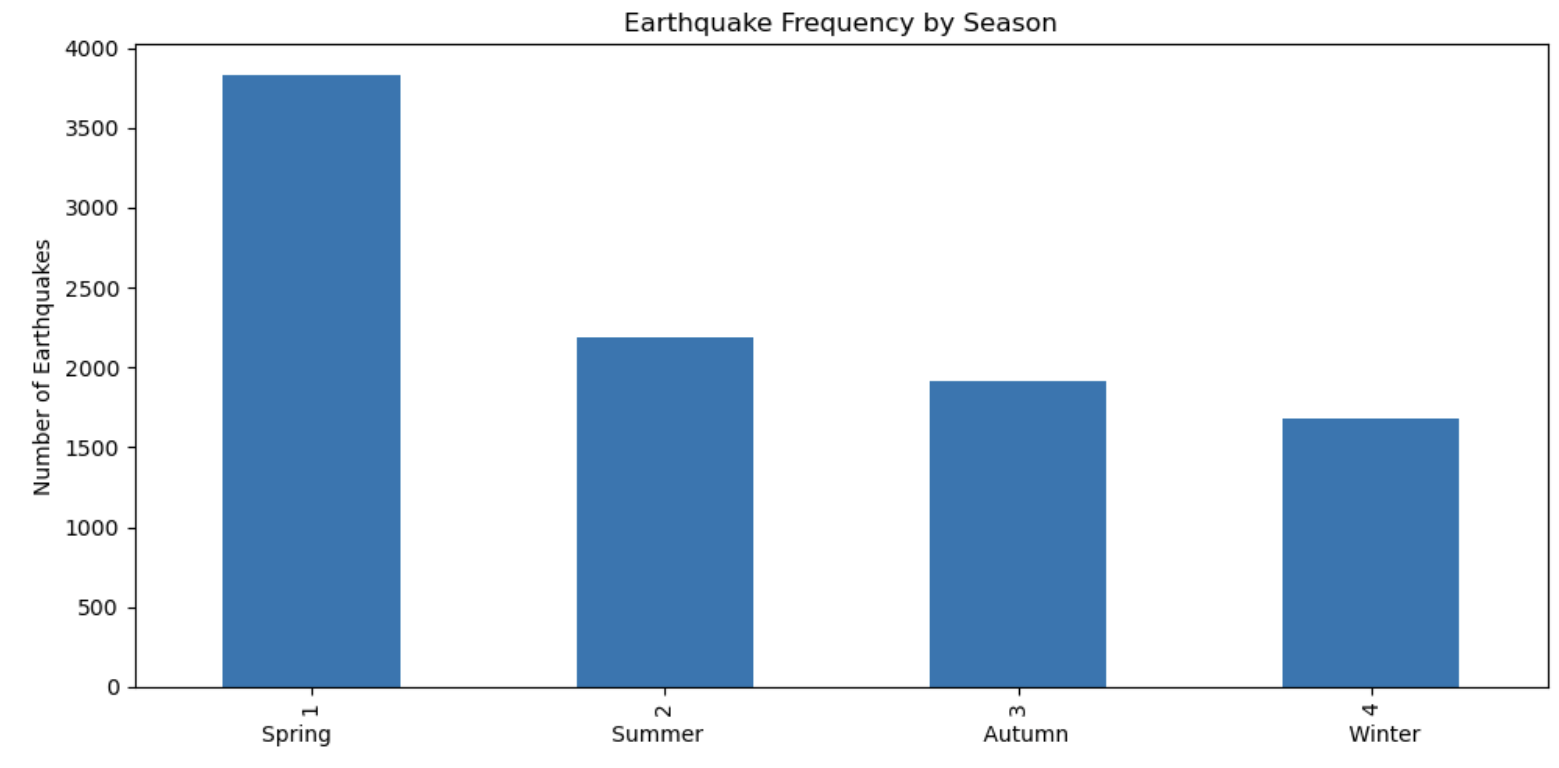 Earthquake Frequency by Season
Number of Earthquakes
4000
3500
3000
2500
2000
1500
1000
500
0
1 2 3 4
Spring Summer Autumn Winter